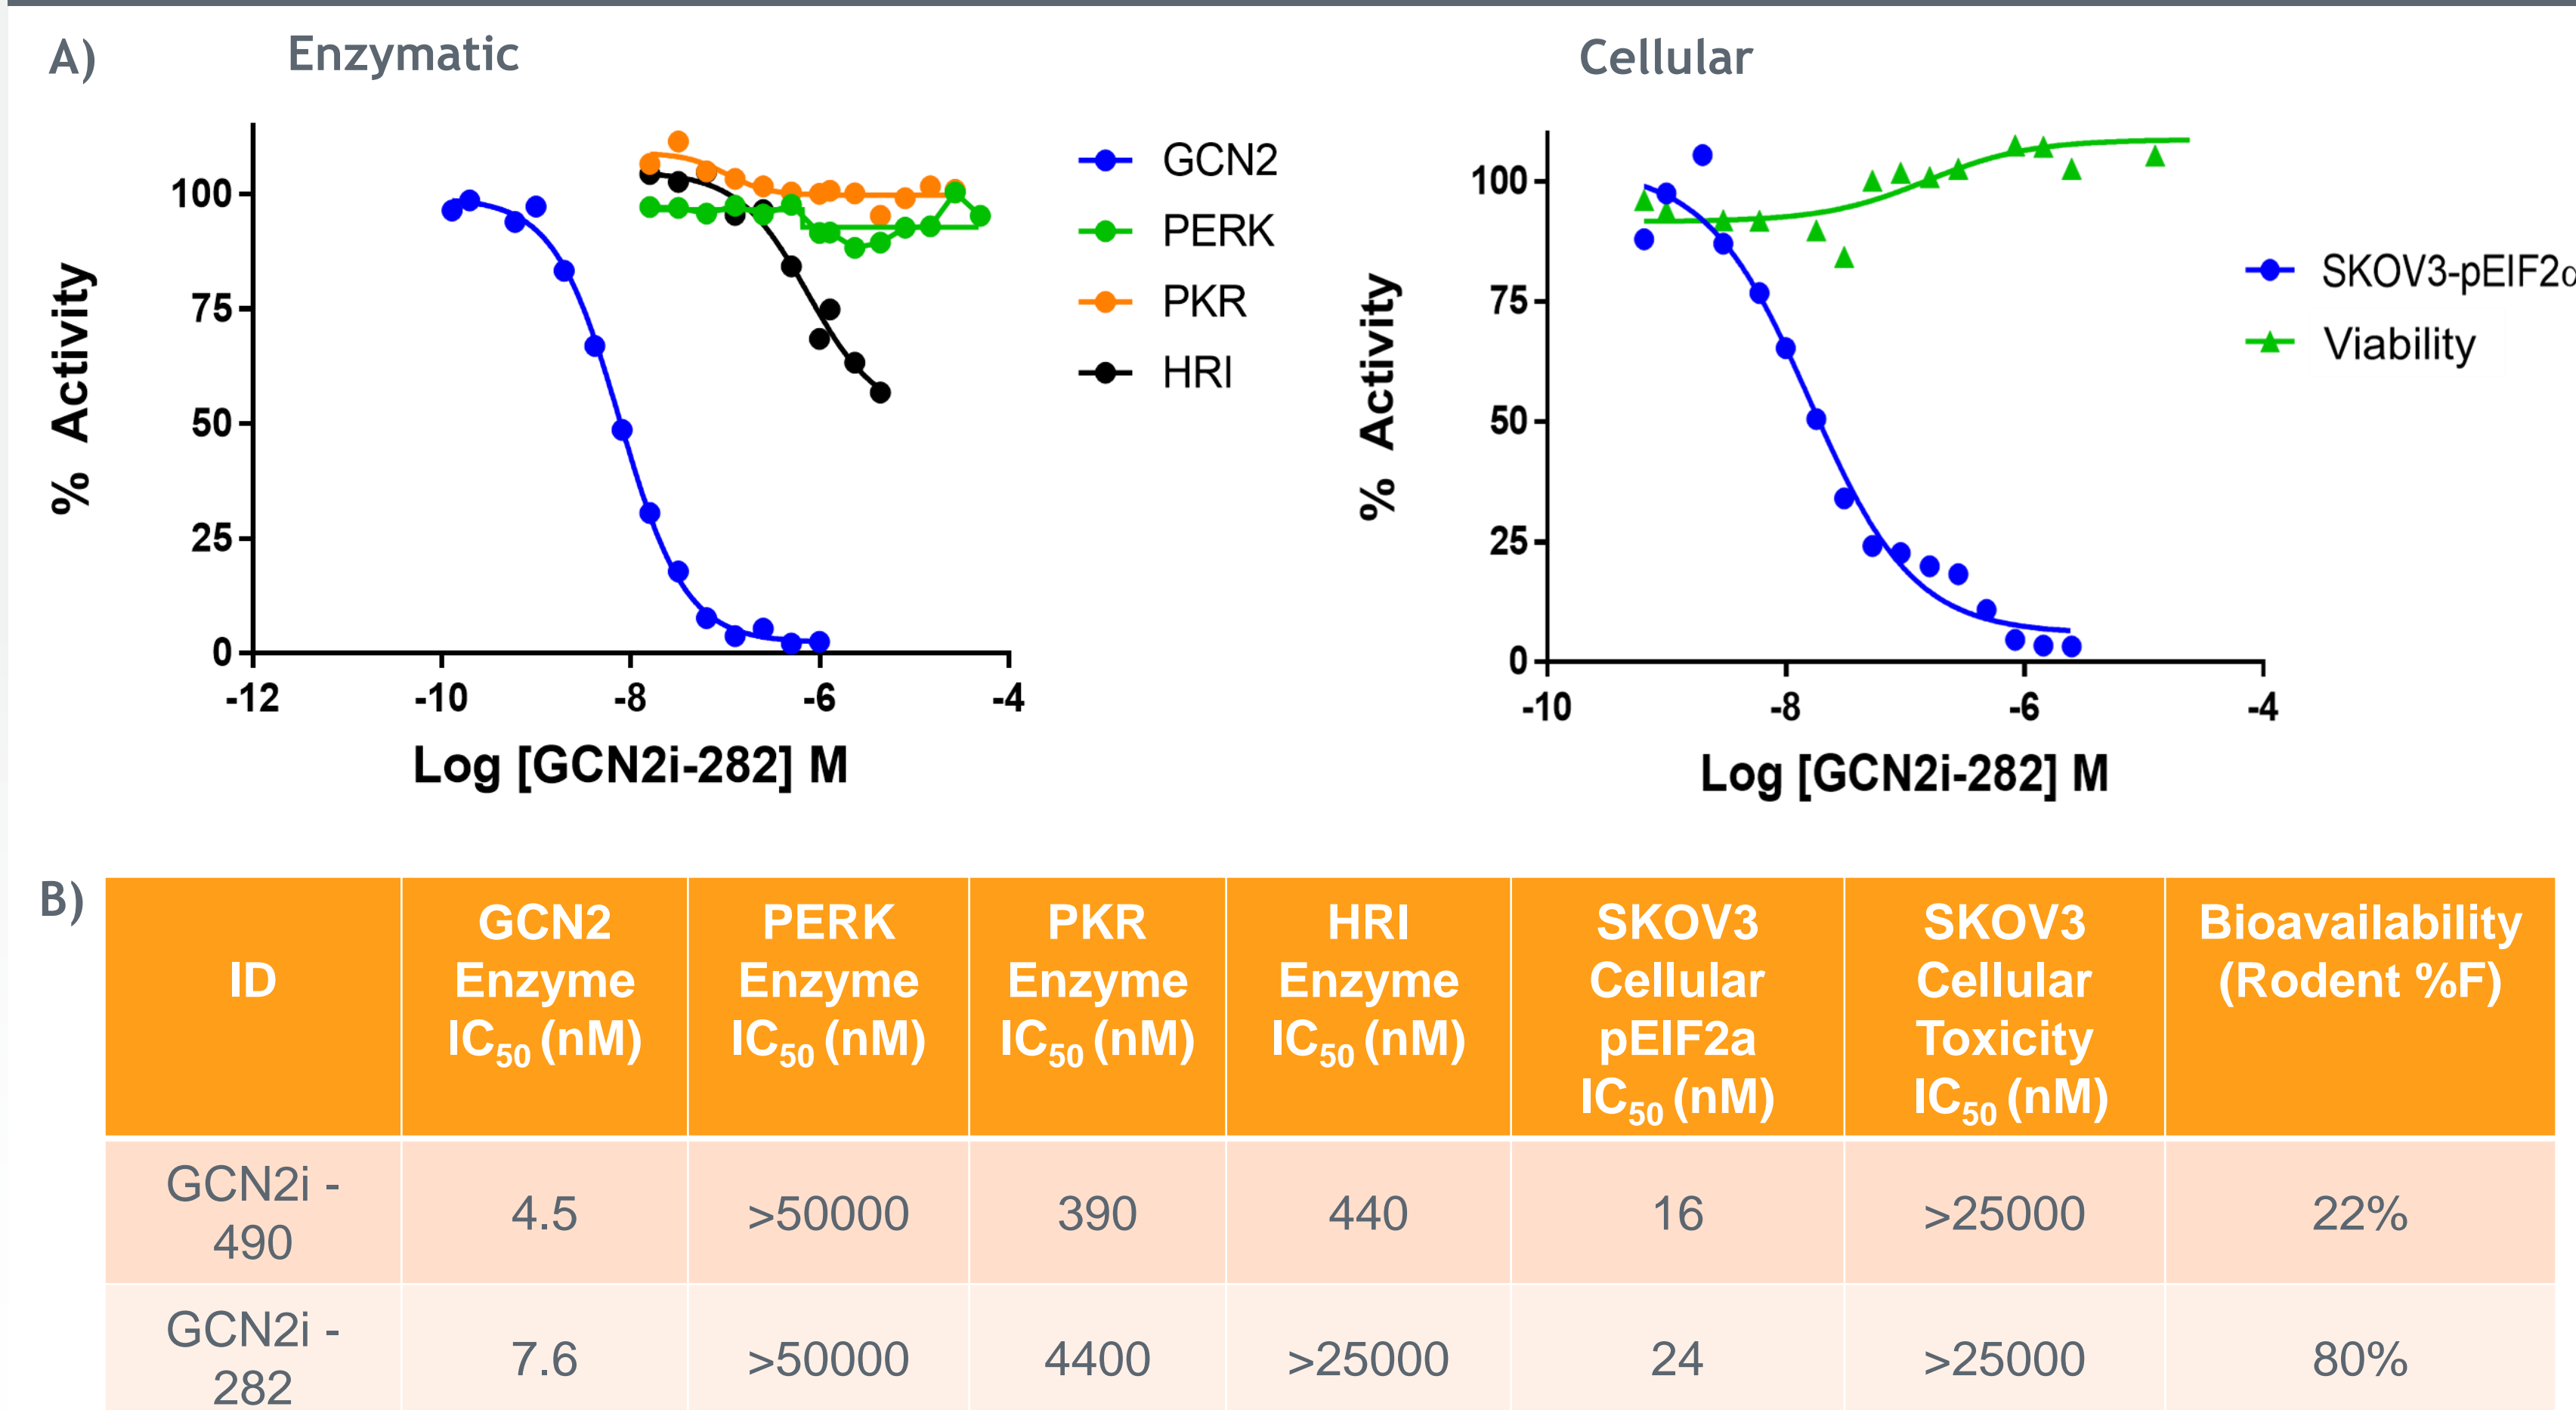 A)
Enzymatic
Cellular
% Activity
100
75
50
25
0
-12 -10 -8 -6 -4
Log [GCN2i-282] M
GCN2
PERK
PKR
HRI
% Activity
100
75
50
25
0
-10 -8 -6 -4
Log [GCN2i-282] M
SKOV3-pEIF2α
Viability
B)
ID
GCN2
Enzyme
IC50 (nM)
PERK
Enzyme
IC50 (nM)
PKR
Enzyme
IC50 (nM)
HRI
Enzyme
IC50 (nM)
SKOV3
Cellular
pEIF2a
IC50 (nM)
SKOV3
Cellular
Toxicity
IC50 (nM)
Bioavailability
(Rodent %F)
GCN2i -
490
4.5 >50000 390 440 16 >25000 22%
GCN2i -
282
7.6 >50000 4400 >25000 24 >25000 80%